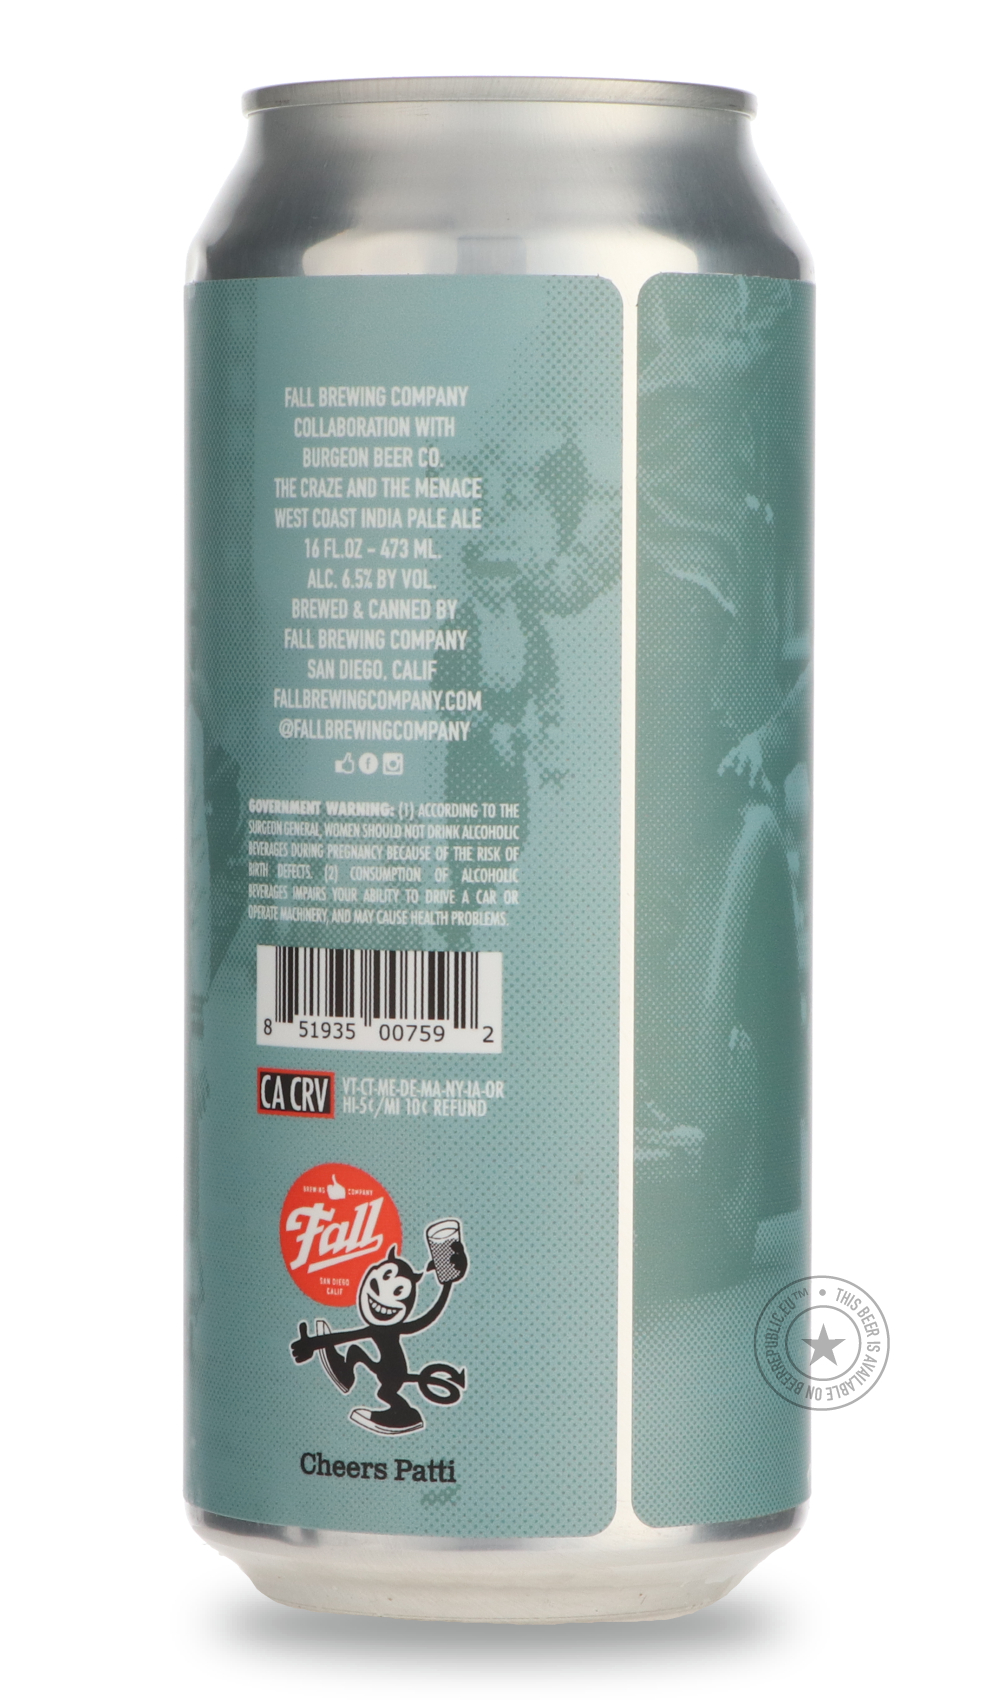 FALL BREWING COMPANY
COLLABORATION WITH
BURGEON BEER CO.
THE CRAZE AND THE MENACE
WEST COAST INDIA PALE ALE
16 FL.OZ - 473 ML.
ALC. 6.5% BY VOL.
BREWED & CANNED BY
FALL BREWING COMPANY
SAN DIEGO, CALIF
FALLBREWINGCOMPANY.COM
@FALLBREWINGCOMPANY
GOVERNMENT WARNING: (1) ACCORDING TO THE
SURGEON GENERAL, WOMEN SHOULD NOT DRINK ALCOHOLIC
BEVERAGES DURING PREGNANCY BECAUSE OF THE RISK OF
BIRTH DEFECTS. (2) CONSUMPTION OF ALCOHOLIC
BEVERAGES IMPAIRS YOUR ABILITY TO DRIVE A CAR OR
OPERATE MACHINERY, AND MAY CAUSE HEALTH PROBLEMS.
8 51935 00759 2
CA CRV VT-CT-ME-DE-MA-NY-IA-OR
HI-5¢/MI 10¢ REFUND
BREWING COMPANY
Fall
SAN DIEGO
CALIF
Cheers Patti
THIS BEER IS AVAILABLE ON BEERREPUBLIC.EU™ •